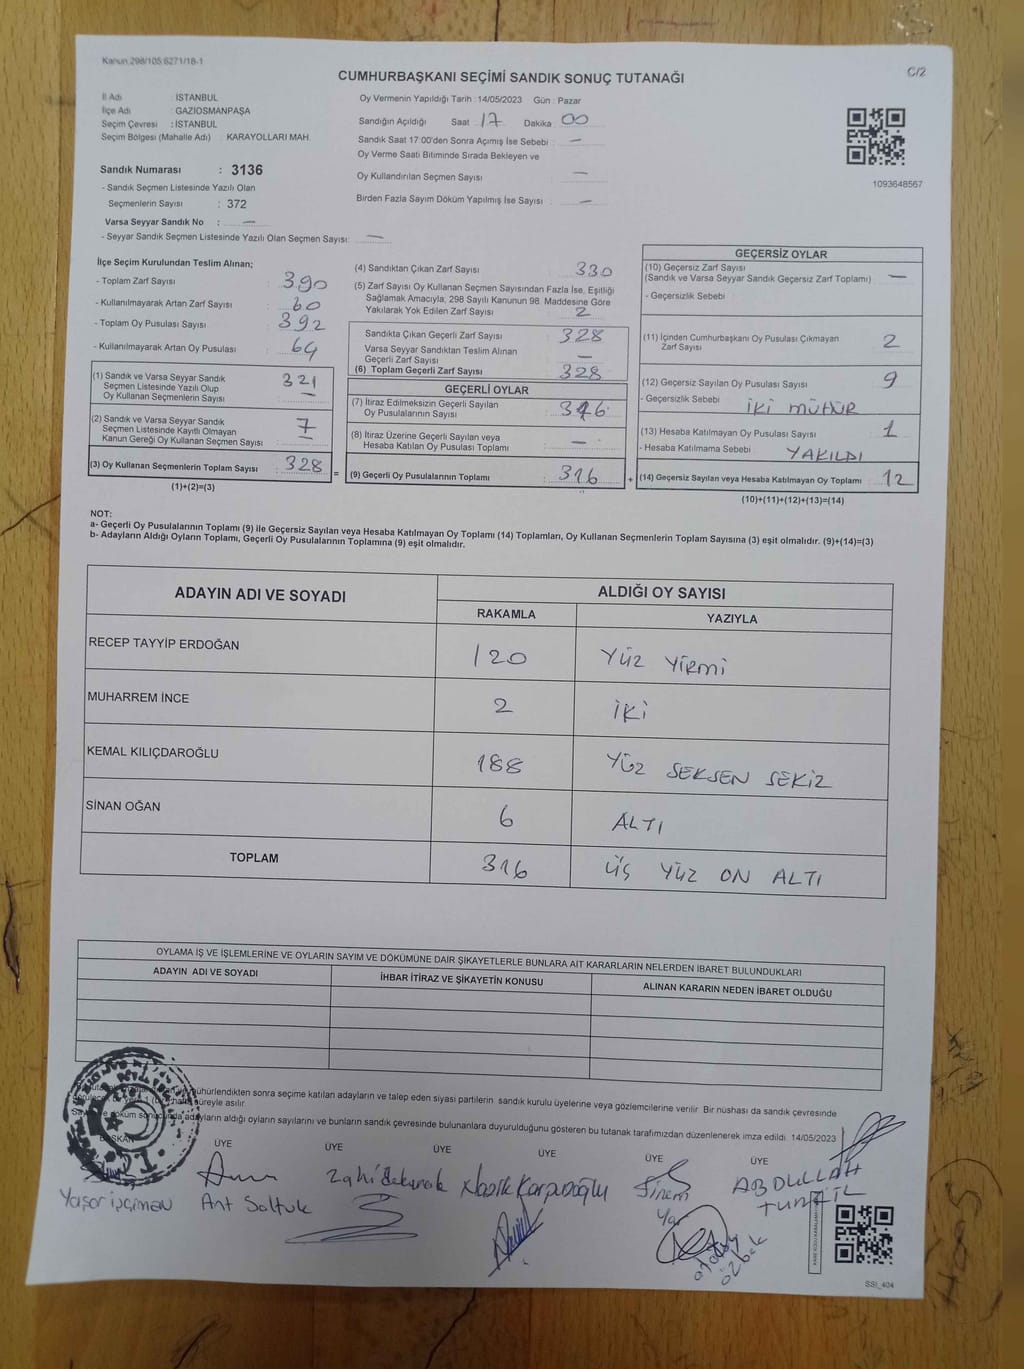 Kanun.298/105.6271/18-1
C/2
CUMHURBAŞKANI SEÇİMİ SANDIK SONUÇ TUTANAĞI
İl Adı : İSTANBUL
İlçe Adı : GAZİOSMANPAŞA
Seçim Çevresi : İSTANBUL
Seçim Bölgesi (Mahalle Adı) : KARAYOLLARI MAH.
Sandık Numarası : 3136
- Sandık Seçmen Listesinde Yazılı Olan
Seçmenlerin Sayısı : 372
Varsa Seyyar Sandık No : —
- Seyyar Sandık Seçmen Listesinde Yazılı Olan Seçmen Sayısı: —
Oy Vermenin Yapıldığı Tarih : 14/05/2023 Gün : Pazar
Sandığın Açıldığı Saat : 17 Dakika : 00
Sandık Saat 17:00'den Sonra Açımış İse Sebebi : —
Oy Verme Saati Bitiminde Sırada Bekleyen ve
Oy Kullandırılan Seçmen Sayısı : —
Birden Fazla Sayım Döküm Yapılmış İse Sayısı : —
1093648567
İlçe Seçim Kurulundan Teslim Alınan;
- Toplam Zarf Sayısı : 390
- Kullanılmayarak Artan Zarf Sayısı : 60
- Toplam Oy Pusulası Sayısı : 392
- Kullanılmayarak Artan Oy Pusulası : 64
(1) Sandık ve Varsa Seyyar Sandık
Seçmen Listesinde Yazılı Olup
Oy Kullanan Seçmenlerin Sayısı : 321 —
(2) Sandık ve Varsa Seyyar Sandık
Seçmen Listesinde Kayıtlı Olmayan
Kanun Gereği Oy Kullanan Seçmen Sayısı : 7 —
(3) Oy Kullanan Seçmenlerin Toplam Sayısı : 328
(1)+(2)=(3)
(4) Sandıktan Çıkan Zarf Sayısı : 330
(5) Zarf Sayısı Oy Kullanan Seçmen Sayısından Fazla İse, Eşitliği
Sağlamak Amacıyla; 298 Sayılı Kanunun 98. Maddesine Göre
Yakılarak Yok Edilen Zarf Sayısı : 2
Sandıkta Çıkan Geçerli Zarf Sayısı : 328
Varsa Seyyar Sandıktan Teslim Alınan
Geçerli Zarf Sayısı : —
(6) Toplam Geçerli Zarf Sayısı : 328
GEÇERLİ OYLAR
(7) İtiraz Edilmeksizin Geçerli Sayılan
Oy Pusulalarının Sayısı : 316
(8) İtiraz Üzerine Geçerli Sayılan veya
Hesaba Katılan Oy Pusulası Toplamı : —
= (9) Geçerli Oy Pusulalarının Toplamı : 316 +
GEÇERSİZ OYLAR
(10) Geçersiz Zarf Sayısı
(Sandık ve Varsa Seyyar Sandık Geçersiz Zarf Toplamı) : —
- Geçersizlik Sebebi :
(11) İçinden Cumhurbaşkanı Oy Pusulası Çıkmayan
Zarf Sayısı : 2
(12) Geçersiz Sayılan Oy Pusulası Sayısı : 9
- Geçersizlik Sebebi : İKİ MÜHÜR
(13) Hesaba Katılmayan Oy Pusulası Sayısı : 1
- Hesaba Katılmama Sebebi : YAKILDI
(14) Geçersiz Sayılan veya Hesaba Katılmayan Oy Toplamı : 12
(10)+(11)+(12)+(13)=(14)
NOT:
a- Geçerli Oy Pusulalarının Toplamı (9) ile Geçersiz Sayılan veya Hesaba Katılmayan Oy Toplamı (14) Toplamları, Oy Kullanan Seçmenlerin Toplam Sayısına (3) eşit olmalıdır. (9)+(14)=(3)
b- Adayların Aldığı Oyların Toplamı, Geçerli Oy Pusulalarının Toplamına (9) eşit olmalıdır.
ADAYIN ADI VE SOYADI ALDIĞI OY SAYISI
RAKAMLA YAZIYLA
RECEP TAYYİP ERDOĞAN 120 YÜZ YİRMİ
MUHARREM İNCE 2 İKİ
KEMAL KILIÇDAROĞLU 188 YÜZ SEKSEN SEKİZ
SİNAN OĞAN 6 ALTI
TOPLAM 316 ÜÇ YÜZ ON ALTI
OYLAMA İŞ VE İŞLEMLERİNE VE OYLARIN SAYIM VE DÖKÜMÜNE DAİR ŞİKAYETLERLE BUNLARA AİT KARARLARIN NELERDEN İBARET BULUNDUKLARI
ADAYIN ADI VE SOYADI İHBAR İTİRAZ VE ŞİKAYETİN KONUSU ALINAN KARARIN NEDEN İBARET OLDUĞU
mühürlendikten sonra seçime katılan adayların ve talep eden siyasi partilerin sandık kurulu üyelerine veya gözlemcilerine verilir. Bir nüshası da sandık çevresinde
süreyle asılır.
adayların aldığı oyların sayılarını ve bunların sandık çevresinde bulunanlara duyurulduğunu gösteren bu tutanak tarafımızdan düzenlenerek imza edildi. 14/05/2023
BAŞKAN ÜYE ÜYE ÜYE ÜYE ÜYE ÜYE
Yaşar Anıt Saltuk Sinem ABDULLAH
özbek
SSİ_404